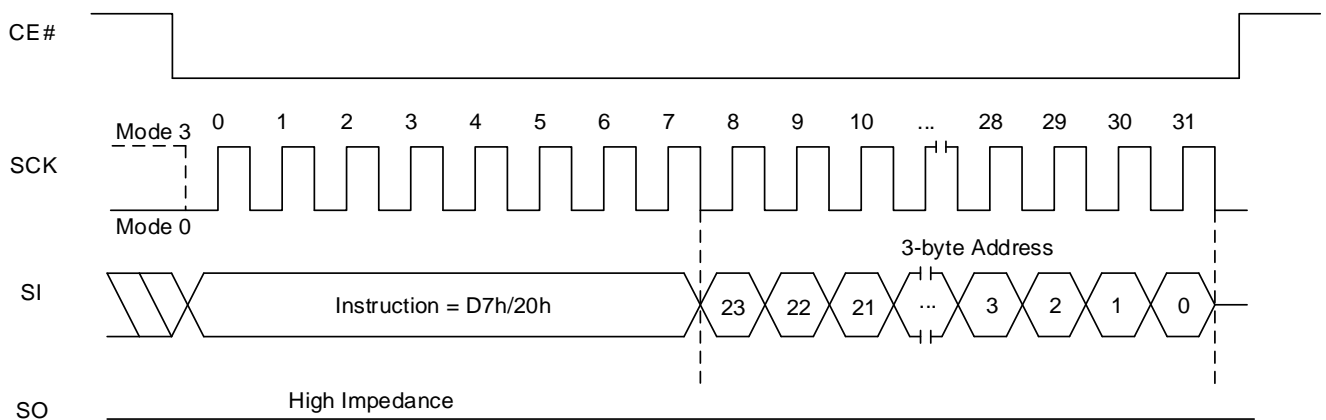 CE#
0 1 2 3 4 5 6 7 8 9 10 ... 28 29 30 31
Mode 3
SCK
Mode 0
3-byte Address
SI
Instruction = D7h/20h 23 22 21 ... 3 2 1 0
High Impedance
SO